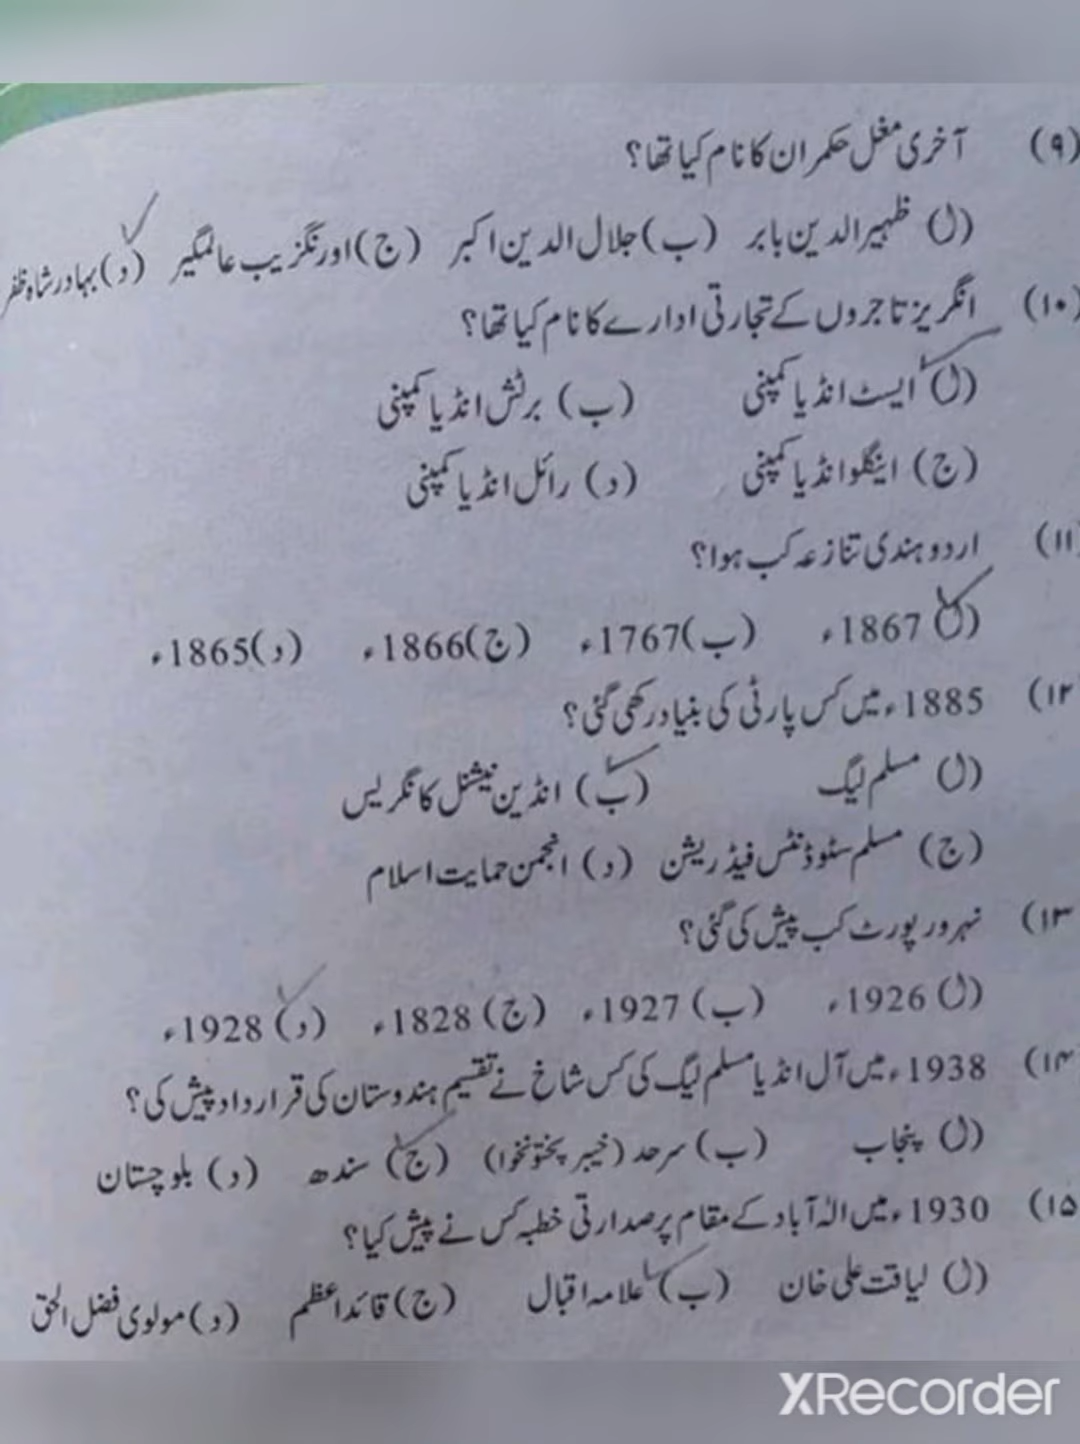 (۹) آخری مغل حکمران کا نام کیا تھا؟
(ل) ظہیر الدین بابر (ب) جلال الدین اکبر (ج) اورنگزیب عالمگیر (د) بہادر شاہ ظفر
(۱۰) انگریز تاجروں کے تجارتی ادارے کا نام کیا تھا؟
(ل) ایسٹ انڈیا کمپنی (ب) برٹش انڈیا کمپنی
(ج) اینگلو انڈیا کمپنی (د) رائل انڈیا کمپنی
(۱۱) اردو ہندی تنازعہ کب ہوا؟
(ل) 1867ء (ب) 1767ء (ج) 1866ء (د) 1865ء
(۱۲) 1885ء میں کس پارٹی کی بنیاد رکھی گئی؟
(ل) مسلم لیگ (ب) انڈین نیشنل کانگریس
(ج) مسلم سٹوڈنٹس فیڈریشن (د) انجمن حمایت اسلام
(۱۳) نہرو رپورٹ کب پیش کی گئی؟
(ل) 1926ء (ب) 1927ء (ج) 1828ء (د) 1928ء
(۱۴) 1938ء میں آل انڈیا مسلم لیگ کی کس شاخ نے تقسیم ہندوستان کی قرارداد پیش کی؟
(ل) پنجاب (ب) سرحد (خیبر پختونخوا) (ج) سندھ (د) بلوچستان
(۱۵) 1930ء میں الٰہ آباد کے مقام پر صدارتی خطبہ کس نے پیش کیا؟
(ل) لیاقت علی خان (ب) علامہ اقبال (ج) قائد اعظم (د) مولوی فضل الحق
XRecorder